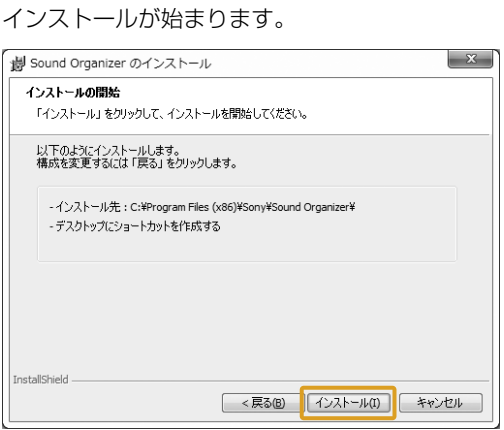 インストールが始まります。
Sound Organizer のインストール
インストールの開始
「インストール」をクリックして、インストールを開始してください。
以下のようにインストールします。
構成を変更するには「戻る」をクリックします。
- インストール先 : C:¥Program Files (x86)¥Sony¥Sound Organizer¥
- デスクトップにショートカットを作成する
InstallShield
< 戻る(B) インストール(I) キャンセル